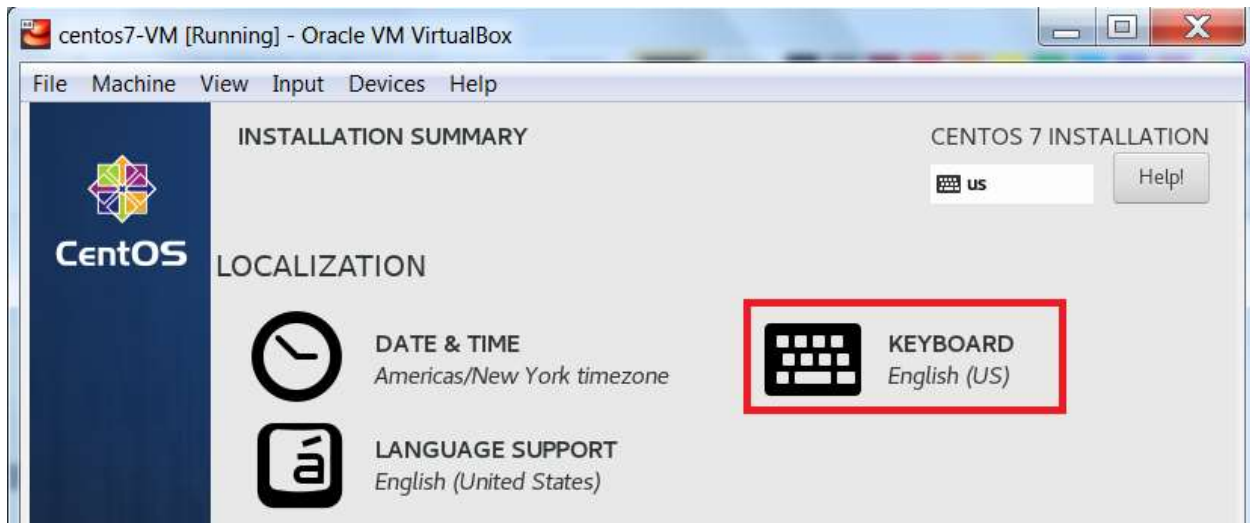 centos7-VM [Running] - Oracle VM VirtualBox
File Machine View Input Devices Help
INSTALLATION SUMMARY
CENTOS 7 INSTALLATION
us
Help!
CentOS
LOCALIZATION
DATE & TIME
Americas/New York timezone
KEYBOARD
English (US)
á
LANGUAGE SUPPORT
English (United States)